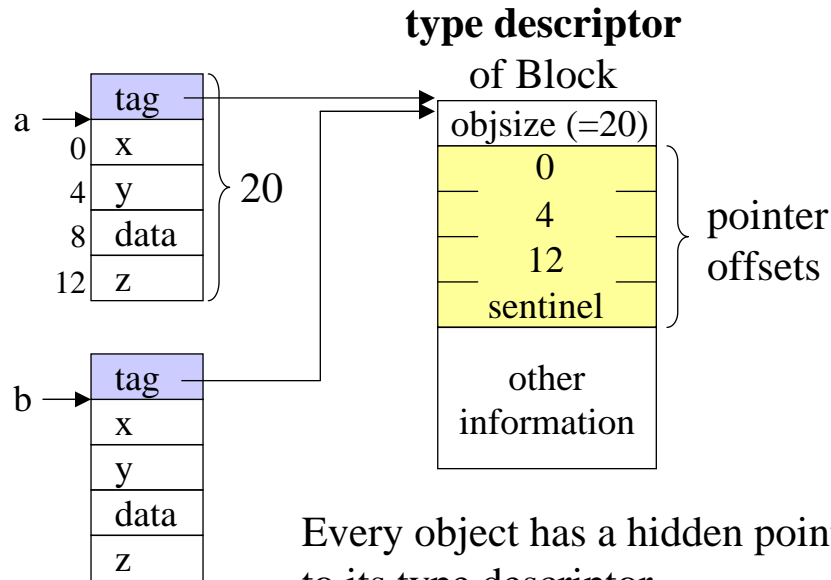 type descriptor
of Block
a
tag
0 x
4 y
8 data
12 z
20
objsize (=20)
0
4
12
sentinel
pointer
offsets
other
information
b
tag
x
y
data
z
Every object has a hidden
to its type descriptor